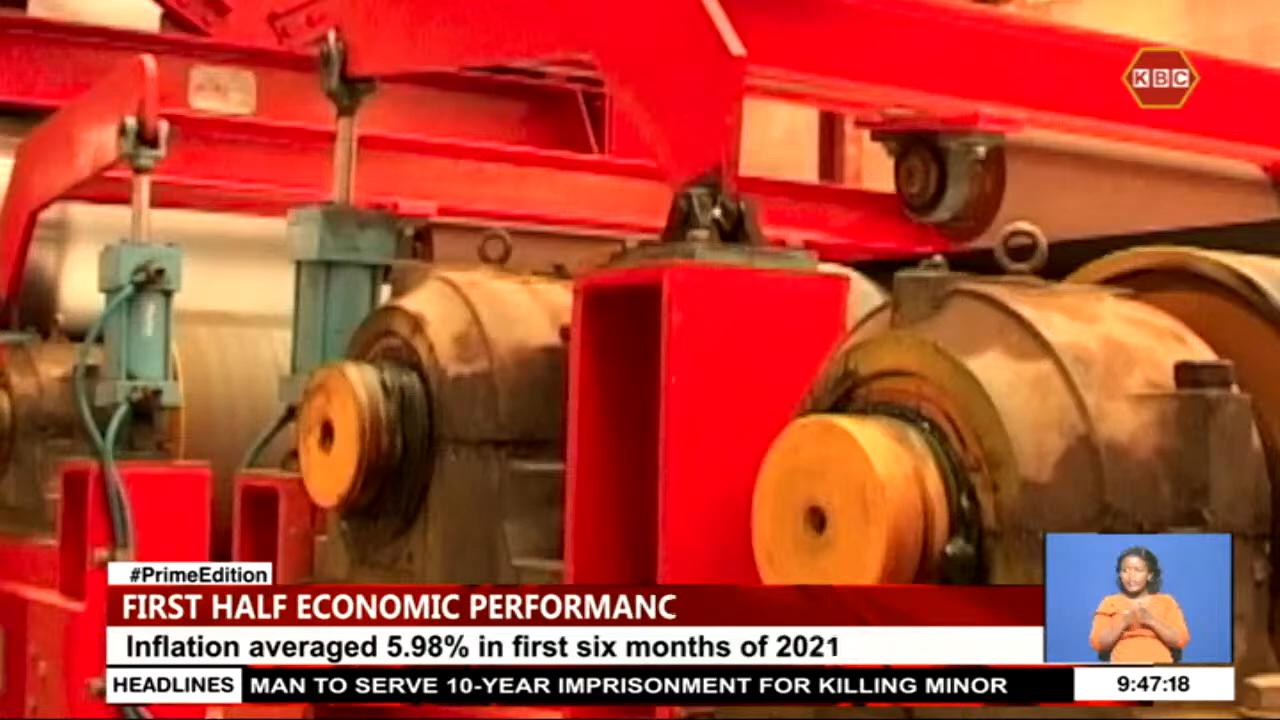 KBC
#PrimeEdition
FIRST HALF ECONOMIC PERFORMANC
Inflation averaged 5.98% in first six months of 2021
HEADLINES MAN TO SERVE 10-YEAR IMPRISONMENT FOR KILLING MINOR 9:47:18